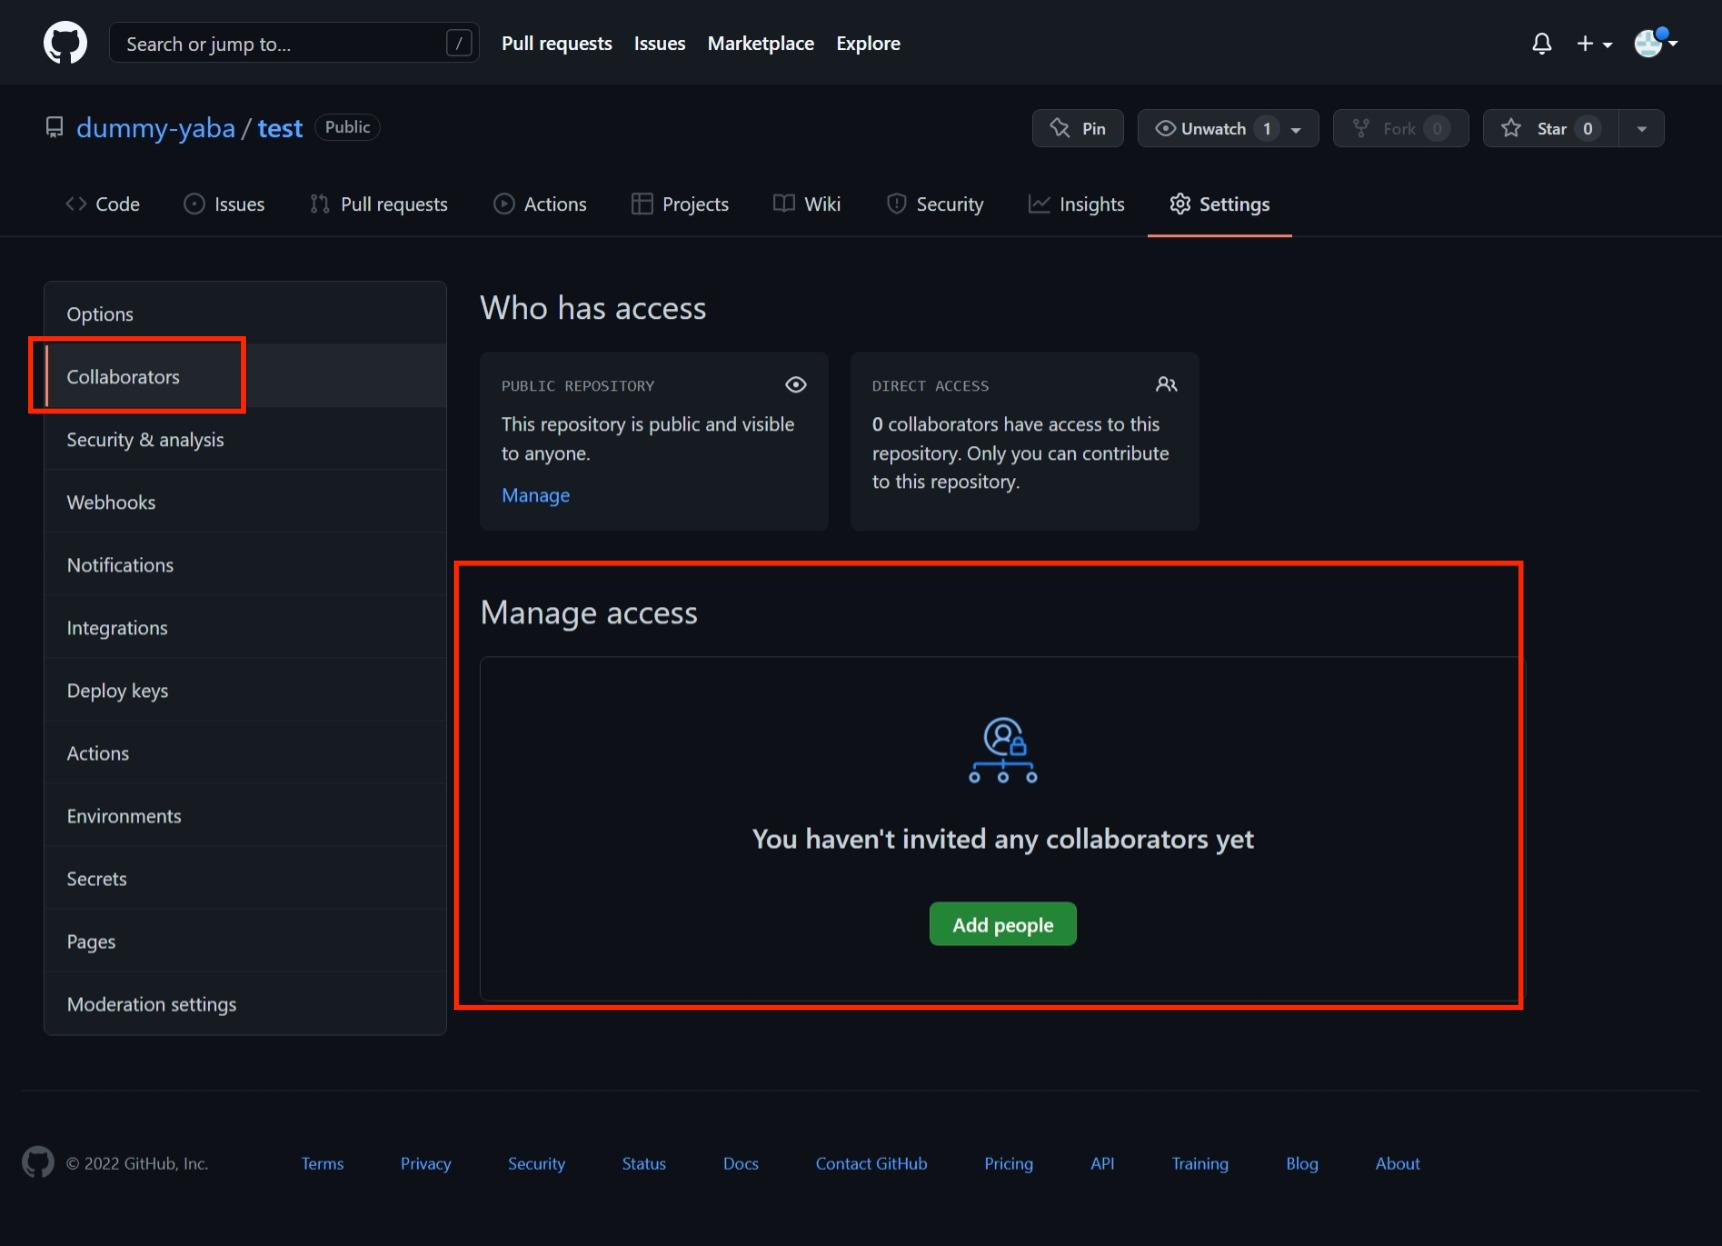 Search or jump to... /
Pull requests
Issues
Marketplace
Explore
dummy-yaba / test Public
Pin
Unwatch 1
Fork 0
Star 0
Code
Issues
Pull requests
Actions
Projects
Wiki
Security
Insights
Settings
Options
Collaborators
Security & analysis
Webhooks
Notifications
Integrations
Deploy keys
Actions
Environments
Secrets
Pages
Moderation settings
Who has access
PUBLIC REPOSITORY
This repository is public and visible
to anyone.
Manage
DIRECT ACCESS
0 collaborators have access to this
repository. Only you can contribute
to this repository.
Manage access
You haven't invited any collaborators yet
Add people
© 2022 GitHub, Inc.
Terms
Privacy
Security
Status
Docs
Contact GitHub
Pricing
API
Training
Blog
About